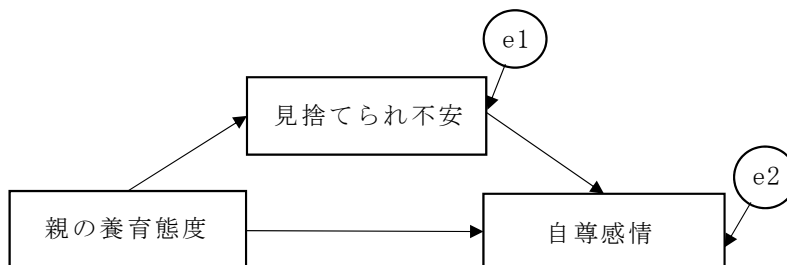 e1
見捨てられ不安
e2
親の養育態度
自尊感情